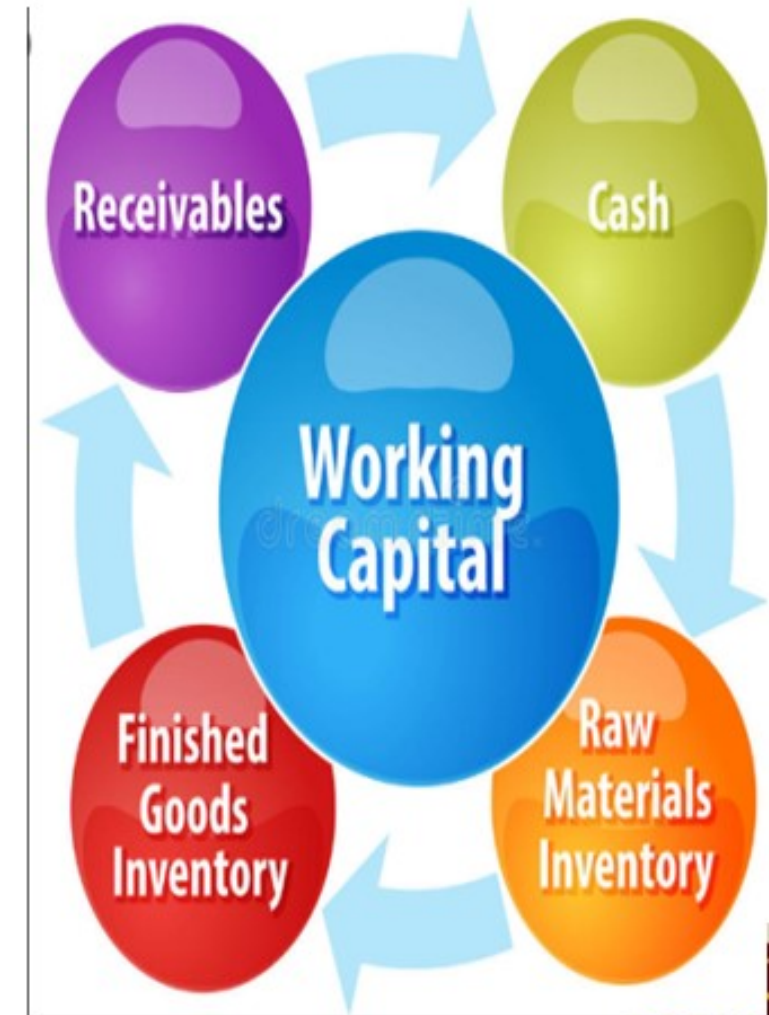 Receivables
Cash
Working
Capital
Finished
Goods
Inventory
Raw
Materials
Inventory